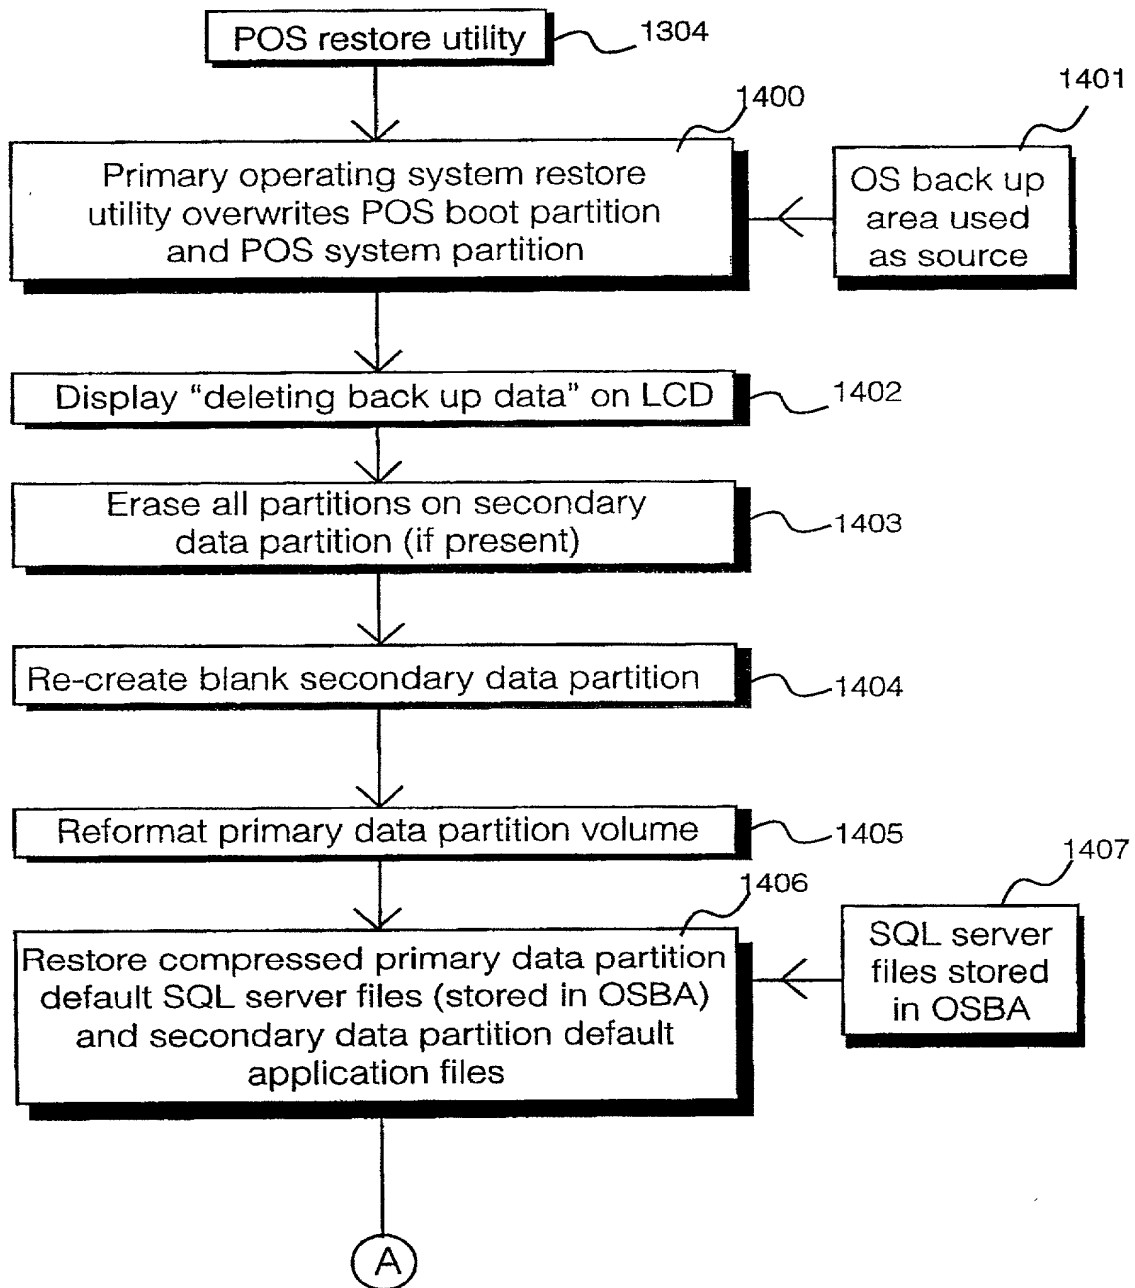 POS restore utility
1304
1400
1401
Primary operating system restore
utility overwrites POS boot partition
and POS system partition
OS back up
area used
as source
Display “deleting back up data” on LCD
1402
Erase all partitions on secondary
data partition (if present)
1403
Re-create blank secondary data partition
1404
Reformat primary data partition volume
1405
1406
1407
Restore compressed primary data partition
default SQL server files (stored in OSBA)
and secondary data partition default
application files
SQL server
files stored
in OSBA
A